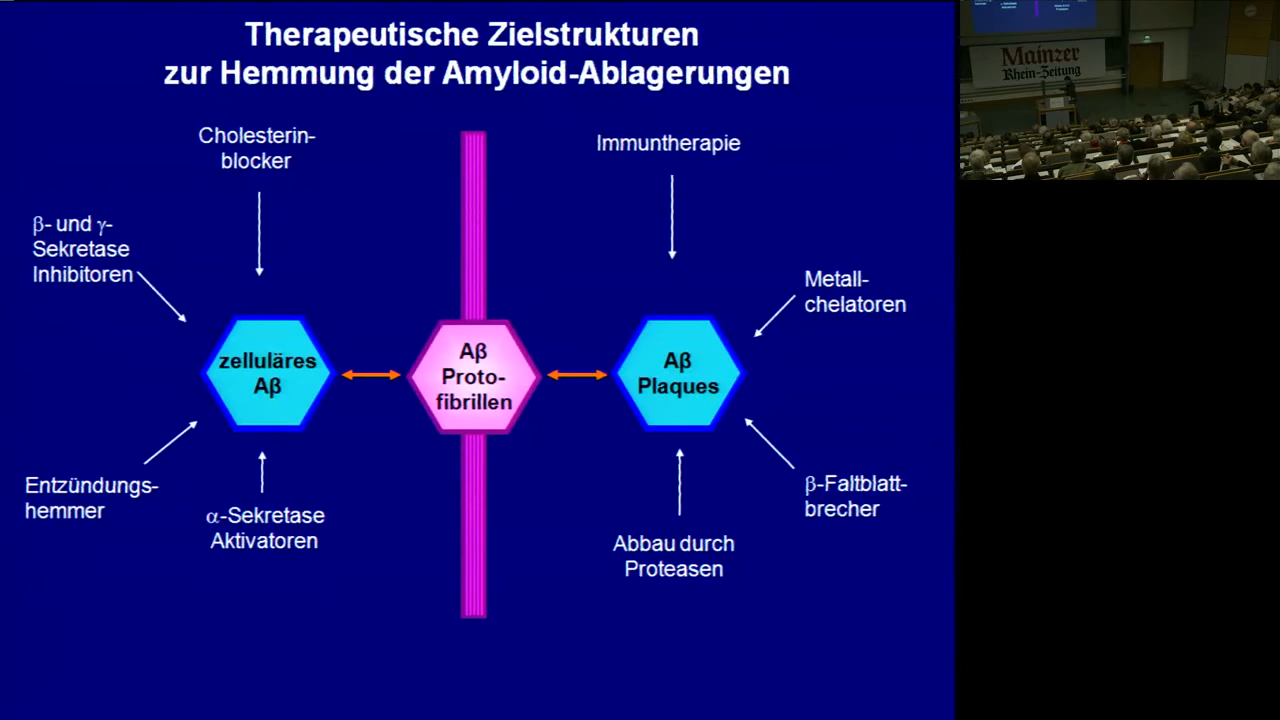 Therapeutische Zielstrukturen
zur Hemmung der Amyloid-Ablagerungen
Cholesterin-
blocker
Immuntherapie
β- und γ-
Sekretase
Inhibitoren
Metall-
chelatoren
zelluläres
Aβ
Aβ
Proto-
fibrillen
Aβ
Plaques
Entzündungs-
hemmer
α-Sekretase
Aktivatoren
β-Faltblatt-
brecher
Abbau durch
Proteasen
Mainzer
Rhein-Zeitung